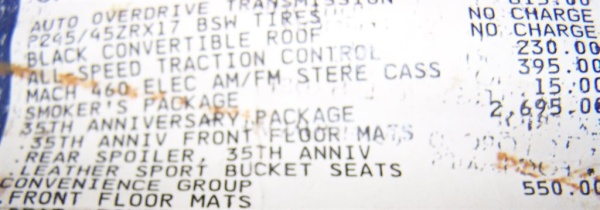 AUTO OVERDRIVE TRANSMISSION 815.00
P245/45ZRX17 BSW TIRES NO CHARGE
BLACK CONVERTIBLE ROOF NO CHARGE
ALL SPEED TRACTION CONTROL 230.00
MACH 460 ELEC AM/FM STERE CASS 395.00
SMOKER'S PACKAGE 15.00
35TH ANNIVERSARY PACKAGE 2,695.00
.35TH ANNIV FRONT FLOOR MATS
.REAR SPOILER, 35TH ANNIV
.LEATHER SPORT BUCKET SEATS
CONVENIENCE GROUP 550.00
.FRONT FLOOR MATS